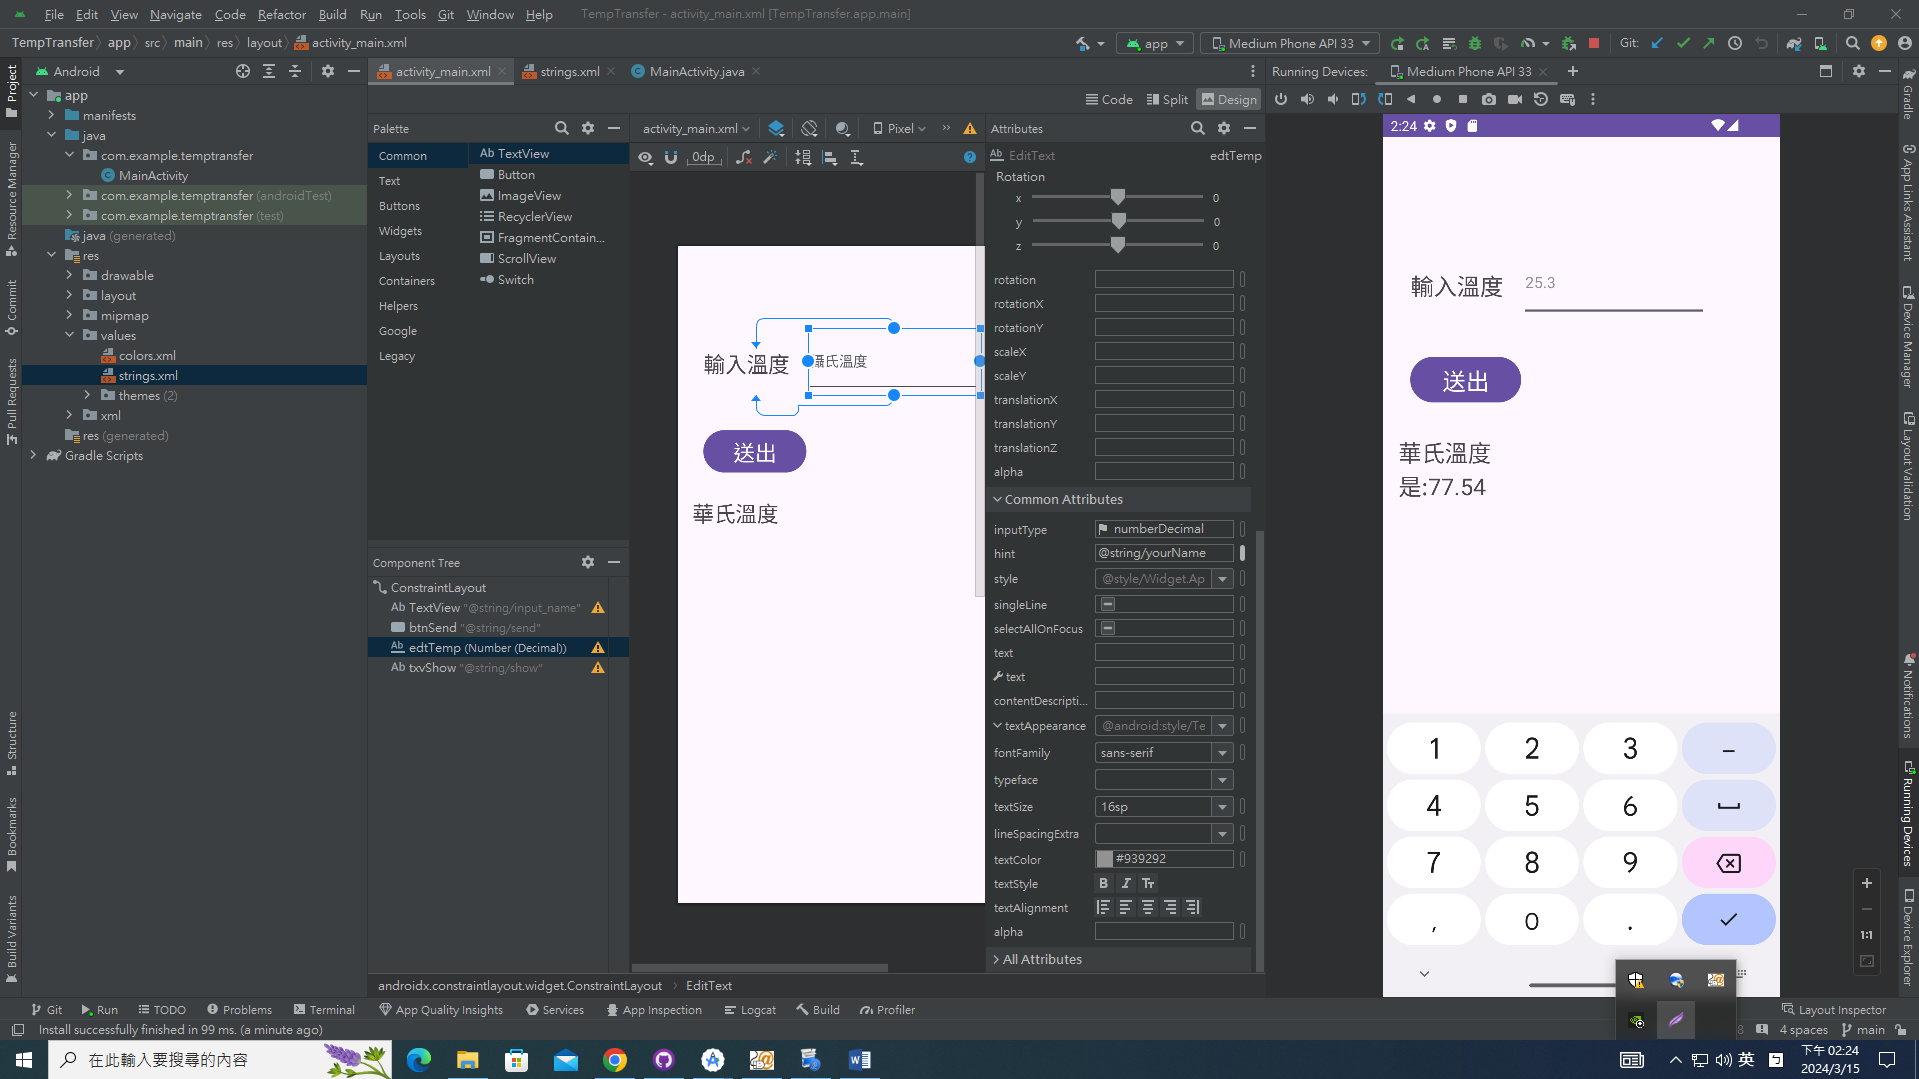 File Edit View Navigate Code Refactor Build Run Tools Git Window Help TempTransfer - activity_main.xml [TempTransfer.app.main]
TempTransfer app src main res layout activity_main.xml
app Medium Phone API 33 Git:
Android
activity_main.xml strings.xml MainActivity.java
Running Devices: Medium Phone API 33
Code Split Design
Project
Resource Manager
Commit
Pull Requests
Structure
Bookmarks
Build Variants
app
manifests
java
com.example.temptransfer
MainActivity
com.example.temptransfer (androidTest)
com.example.temptransfer (test)
java (generated)
res
drawable
layout
mipmap
values
colors.xml
strings.xml
themes (2)
xml
res (generated)
Gradle Scripts
Palette
Common
Text
Buttons
Widgets
Layouts
Containers
Helpers
Google
Legacy
Ab TextView
Button
ImageView
RecyclerView
FragmentContain...
ScrollView
Switch
Component Tree
ConstraintLayout
Ab TextView "@string/input_name"
btnSend "@string/send"
Ab edtTemp (Number (Decimal))
Ab txvShow "@string/show"
activity_main.xml Pixel
0dp
輸入溫度
攝氏溫度
送出
華氏溫度
Attributes
Ab EditText edtTemp
Rotation
x 0
y 0
z 0
rotation
rotationX
rotationY
scaleX
scaleY
translationX
translationY
translationZ
alpha
Common Attributes
inputType numberDecimal
hint @string/yourName
style @style/Widget.Ap
singleLine
selectAllOnFocus
text
text
contentDescripti...
textAppearance @android:style/Te
fontFamily sans-serif
typeface
textSize 16sp
lineSpacingExtra
textColor #939292
textStyle B I Tr
textAlignment
alpha
All Attributes
androidx.constraintlayout.widget.ConstraintLayout EditText
2:24
輸入溫度 25.3
送出
華氏溫度
是:77.54
1 2 3 −
4 5 6
7 8 9
, 0 .
1:1
Gradle
App Links Assistant
Device Manager
Layout Validation
Notifications
Running Devices
Device Explorer
Git Run TODO Problems Terminal App Quality Insights Services App Inspection Logcat Build Profiler Layout Inspector
Install successfully finished in 99 ms. (a minute ago) 4 spaces main
在此輸入要搜尋的內容
英
下午 02:24
2024/3/15